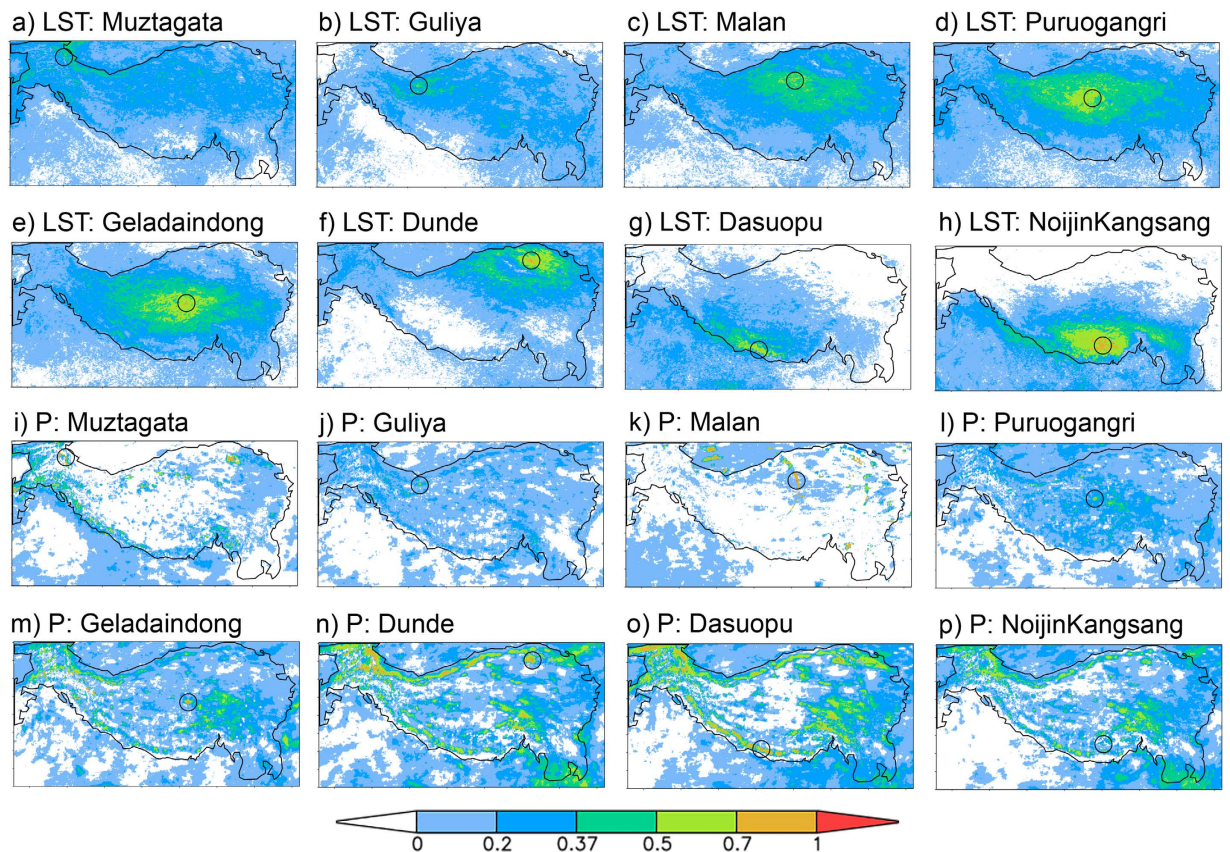 a) LST: Muztagata
b) LST: Guliya
c) LST: Malan
d) LST: Puruogangri
e) LST: Geladaindong
f) LST: Dunde
g) LST: Dasuopu
h) LST: NoijinKangsang
i) P: Muztagata
j) P: Guliya
k) P: Malan
l) P: Puruogangri
m) P: Geladaindong
n) P: Dunde
o) P: Dasuopu
p) P: NoijinKangsang
0 0.2 0.37 0.5 0.7 1